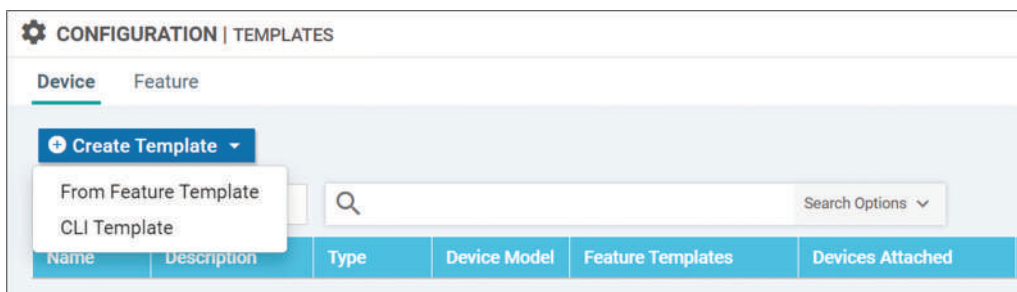 CONFIGURATION | TEMPLATES
Device Feature
Create Template
From Feature Template
CLI Template
Search Options
Name Description Type Device Model Feature Templates Devices Attached